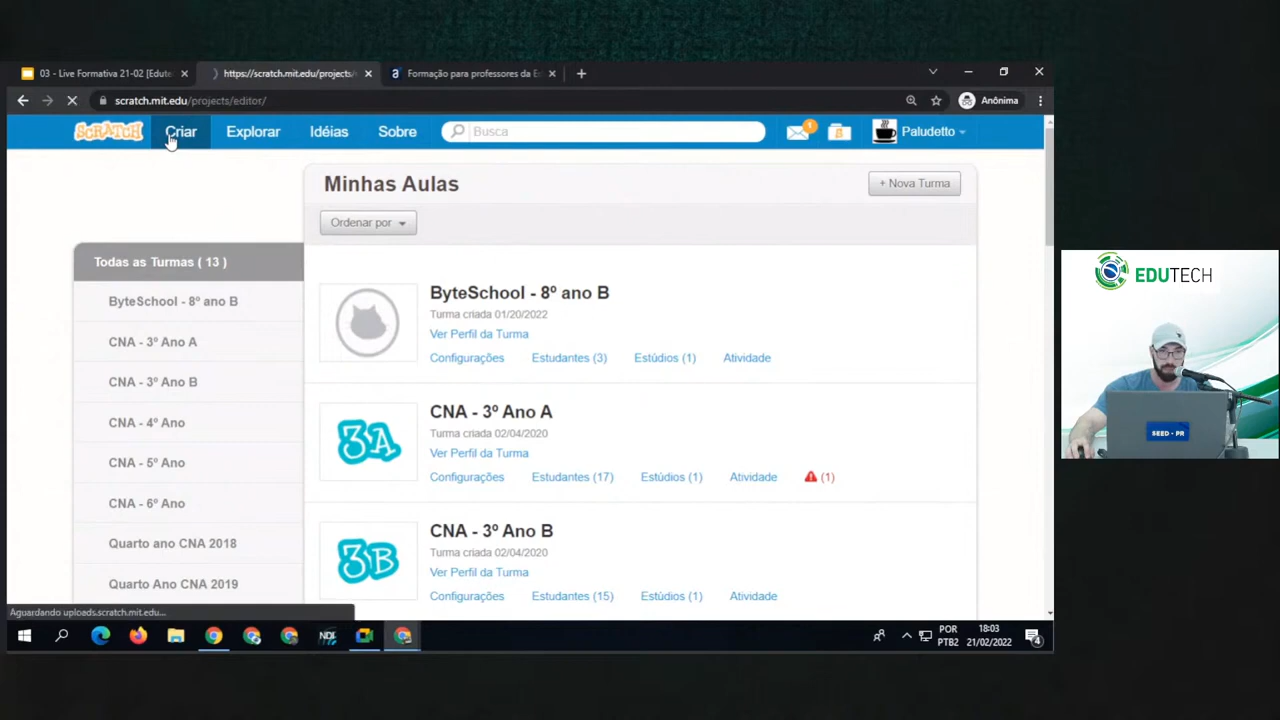 03 - Live Formativa 21-02 [Edute
https://scratch.mit.edu/projects/
Formação para professores da E
scratch.mit.edu/projects/editor/
Anônima
SCRATCH
Criar
Explorar
Idéias
Sobre
Busca
1
Paludetto
Minhas Aulas
+ Nova Turma
Ordenar por
Todas as Turmas ( 13 )
ByteSchool - 8º ano B
CNA - 3º Ano A
CNA - 3º Ano B
CNA - 4º Ano
CNA - 5º Ano
CNA - 6º Ano
Quarto ano CNA 2018
Quarto Ano CNA 2019
ByteSchool - 8º ano B
Turma criada 01/20/2022
Ver Perfil da Turma
Configurações Estudantes (3) Estúdios (1) Atividade
3A
CNA - 3º Ano A
Turma criada 02/04/2020
Ver Perfil da Turma
Configurações Estudantes (17) Estúdios (1) Atividade (1)
3B
CNA - 3º Ano B
Turma criada 02/04/2020
Ver Perfil da Turma
Configurações Estudantes (15) Estúdios (1) Atividade
Aguardando uploads.scratch.mit.edu...
NDI
POR
PTB2
18:03
21/02/2022
4
EDUTECH
SEED - PR